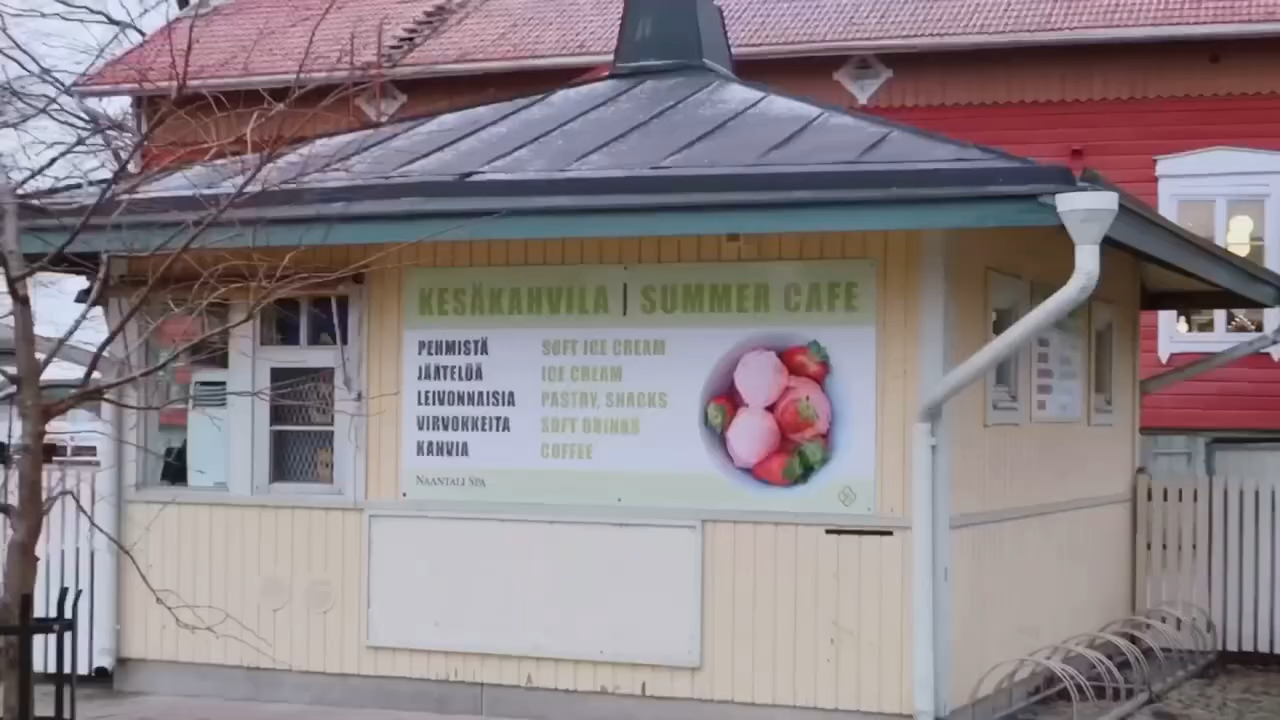 KESÄKAHVILA | SUMMER CAFE
PEHMISTÄ SOFT ICE CREAM
JÄÄTELÖÄ ICE CREAM
LEIVONNAISIA PASTRY, SNACKS
VIRVOKKEITA SOFT DRINKS
KAHVIA COFFEE
NAANTALI SPA